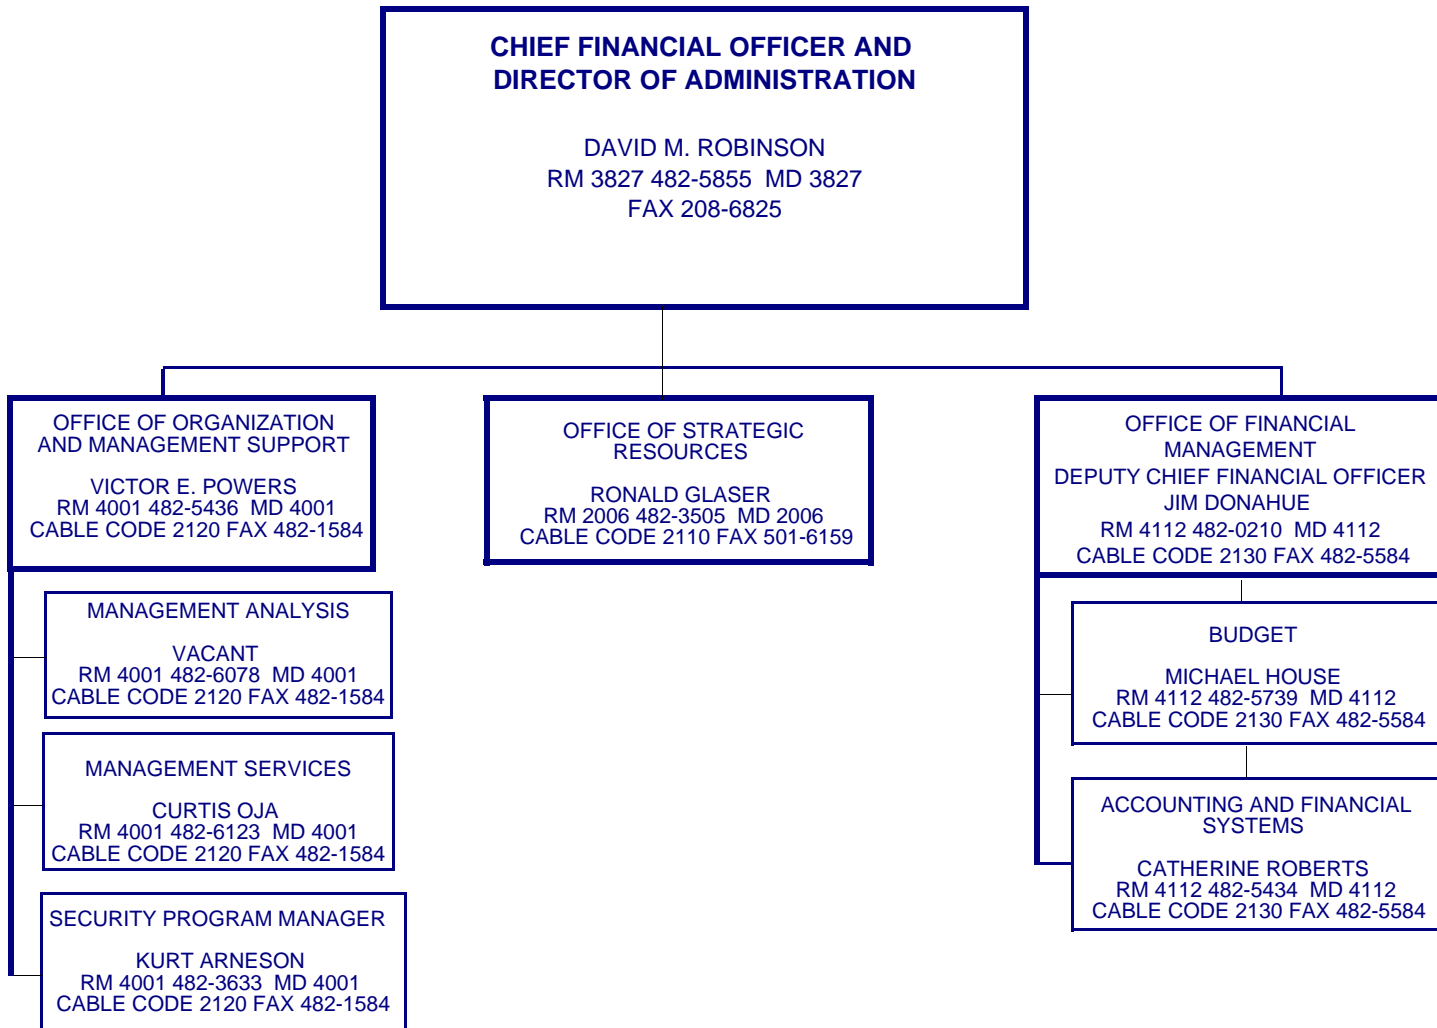 CHIEF FINANCIAL OFFICER AND
DIRECTOR OF ADMINISTRATION
DAVID M. ROBINSON
RM 3827 482-5855 MD 3827
FAX 208-6825
OFFICE OF ORGANIZATION
AND MANAGEMENT SUPPORT
VICTOR E. POWERS
RM 4001 482-5436 MD 4001
CABLE CODE 2120 FAX 482-1584
MANAGEMENT ANALYSIS
VACANT
RM 4001 482-6078 MD 4001
CABLE CODE 2120 FAX 482-1584
MANAGEMENT SERVICES
CURTIS OJA
RM 4001 482-6123 MD 4001
CABLE CODE 2120 FAX 482-1584
SECURITY PROGRAM MANAGER
KURT ARNESON
RM 4001 482-3633 MD 4001
CABLE CODE 2120 FAX 482-1584
OFFICE OF STRATEGIC
RESOURCES
RONALD GLASER
RM 2006 482-3505 MD 2006
CABLE CODE 2110 FAX 501-6159
OFFICE OF FINANCIAL
MANAGEMENT
DEPUTY CHIEF FINANCIAL OFFICER
JIM DONAHUE
RM 4112 482-0210 MD 4112
CABLE CODE 2130 FAX 482-5584
BUDGET
MICHAEL HOUSE
RM 4112 482-5739 MD 4112
CABLE CODE 2130 FAX 482-5584
ACCOUNTING AND FINANCIAL
SYSTEMS
CATHERINE ROBERTS
RM 4112 482-5434 MD 4112
CABLE CODE 2130 FAX 482-5584